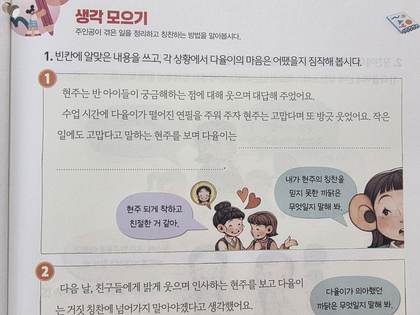 생각 모으기
주인공이 겪은 일을 정리하고 칭찬하는 방법을 알아봅시다.
1. 빈칸에 알맞은 내용을 쓰고, 각 상황에서 다율이의 마음은 어땠을지 짐작해 봅시다.
1
현주는 반 아이들이 궁금해하는 점에 대해 웃으며 대답해 주었어요.
수업 시간에 다율이가 떨어진 연필을 주워 주자 현주는 고맙다며 또 방긋 웃었어요. 작은
일에도 고맙다고 말하는 현주를 보며 다율이는
현주 되게 착하고
친절한 거 같아.
내가 현주의 칭찬을
믿지 못한 까닭은
무엇일지 말해 봐.
2
다음 날, 친구들에게 밝게 웃으며 인사하는 현주를 보고 다율이
는 거짓 칭찬에 넘어가지 말아야겠다고 생각했어요.
다율이가 의아했던
까닭은 무엇일지 말해 봐.